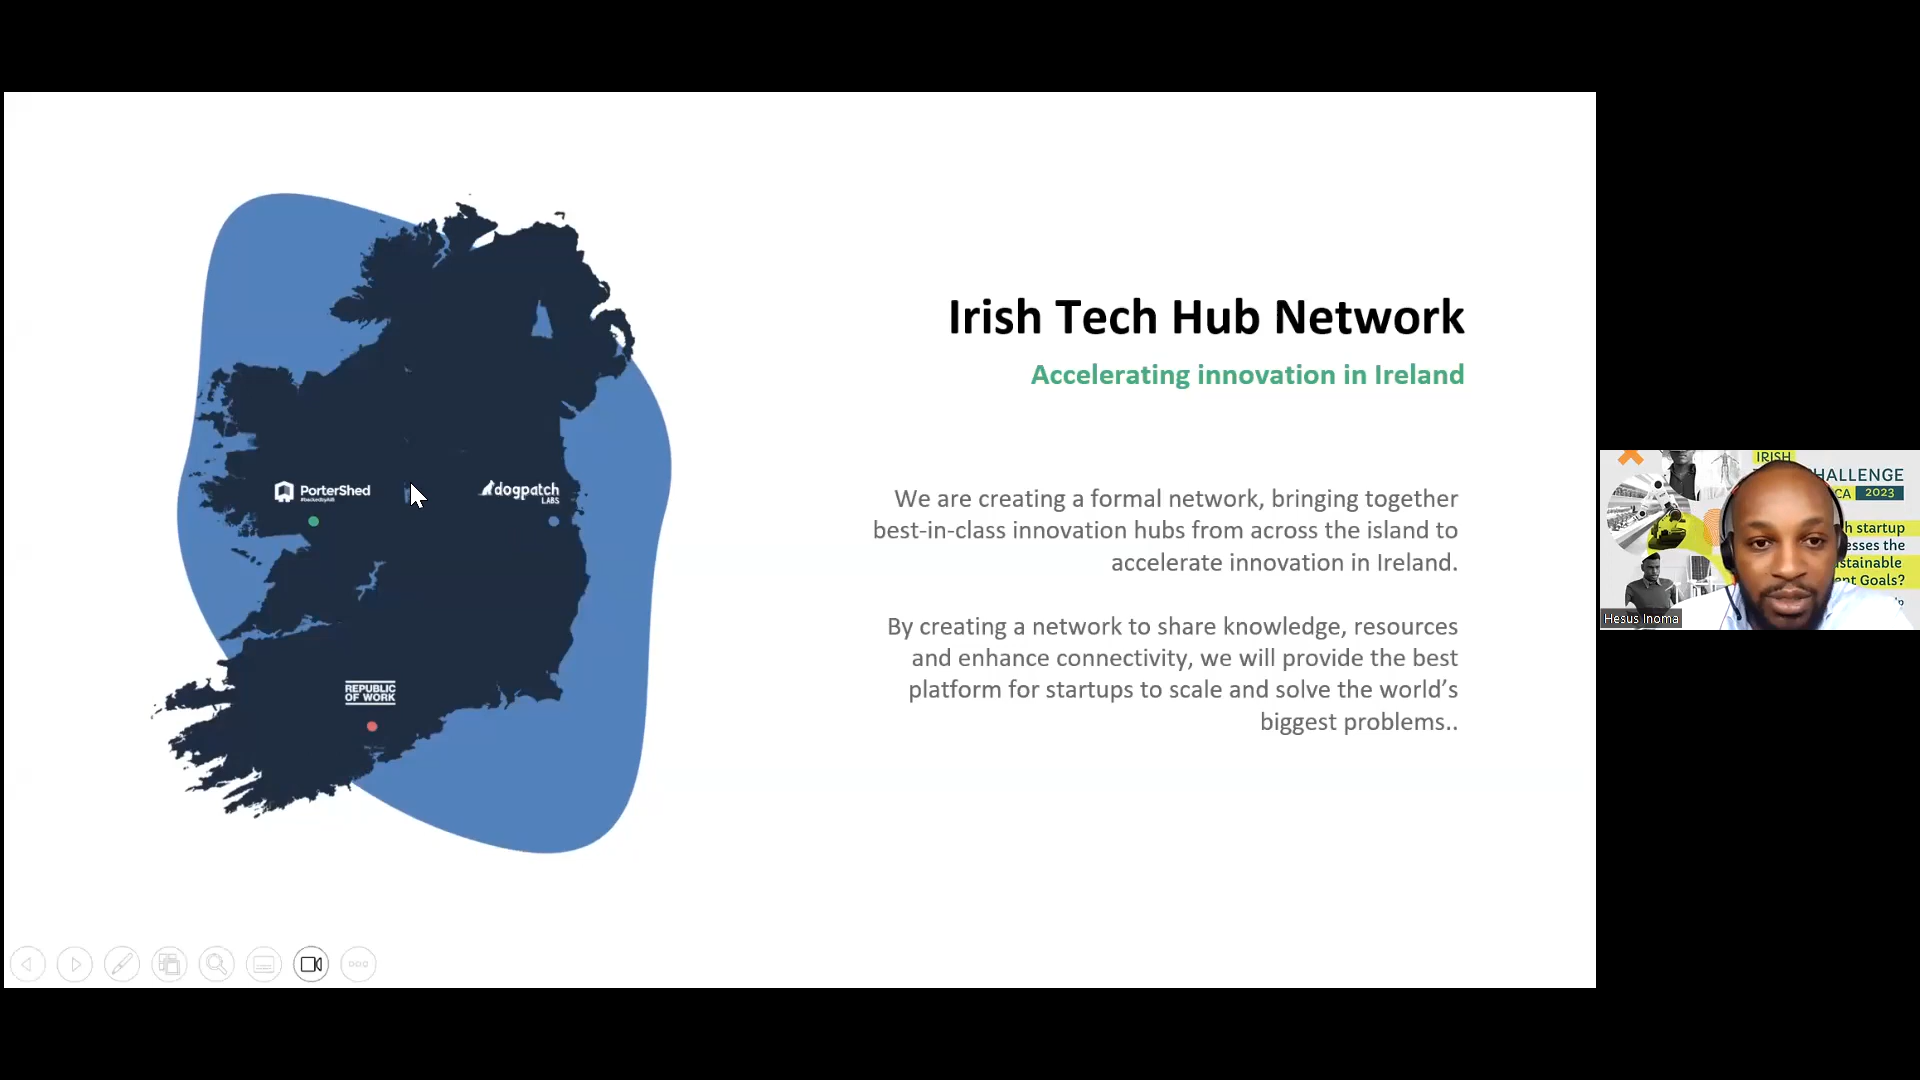 Irish Tech Hub Network
Accelerating innovation in Ireland
We are creating a formal network, bringing together
best-in-class innovation hubs from across the island to
accelerate innovation in Ireland.
By creating a network to share knowledge, resources
and enhance connectivity, we will provide the best
platform for startups to scale and solve the world’s
biggest problems..
PorterShed
#backedbyAIB
dogpatch
LABS
REPUBLIC
OF WORK
IRISH
HALLENGE
CA 2023
h startup
esses the
stainable
ent Goals?
Hesus Inoma